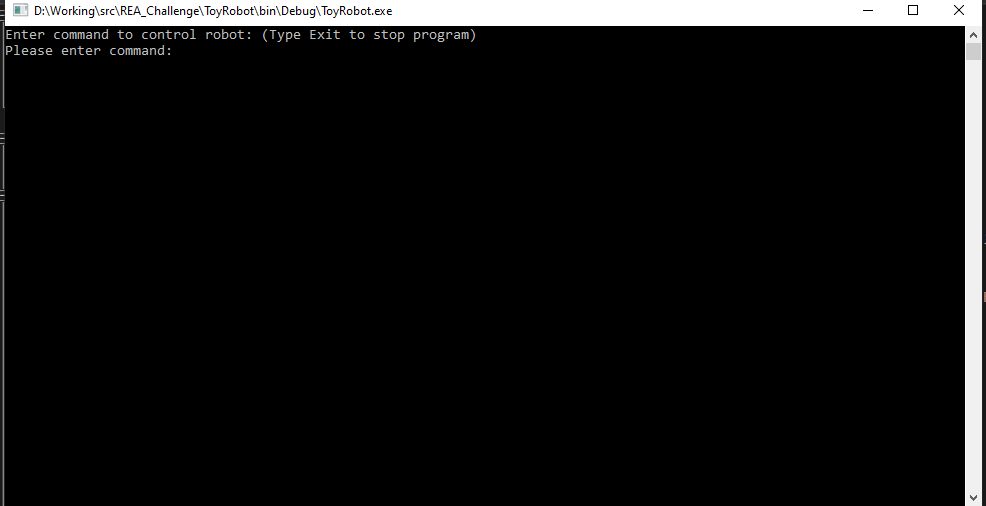 D:\Working\src\REA_Challenge\ToyRobot\bin\Debug\ToyRobot.exe
Enter command to control robot: (Type Exit to stop program)
Please enter command: